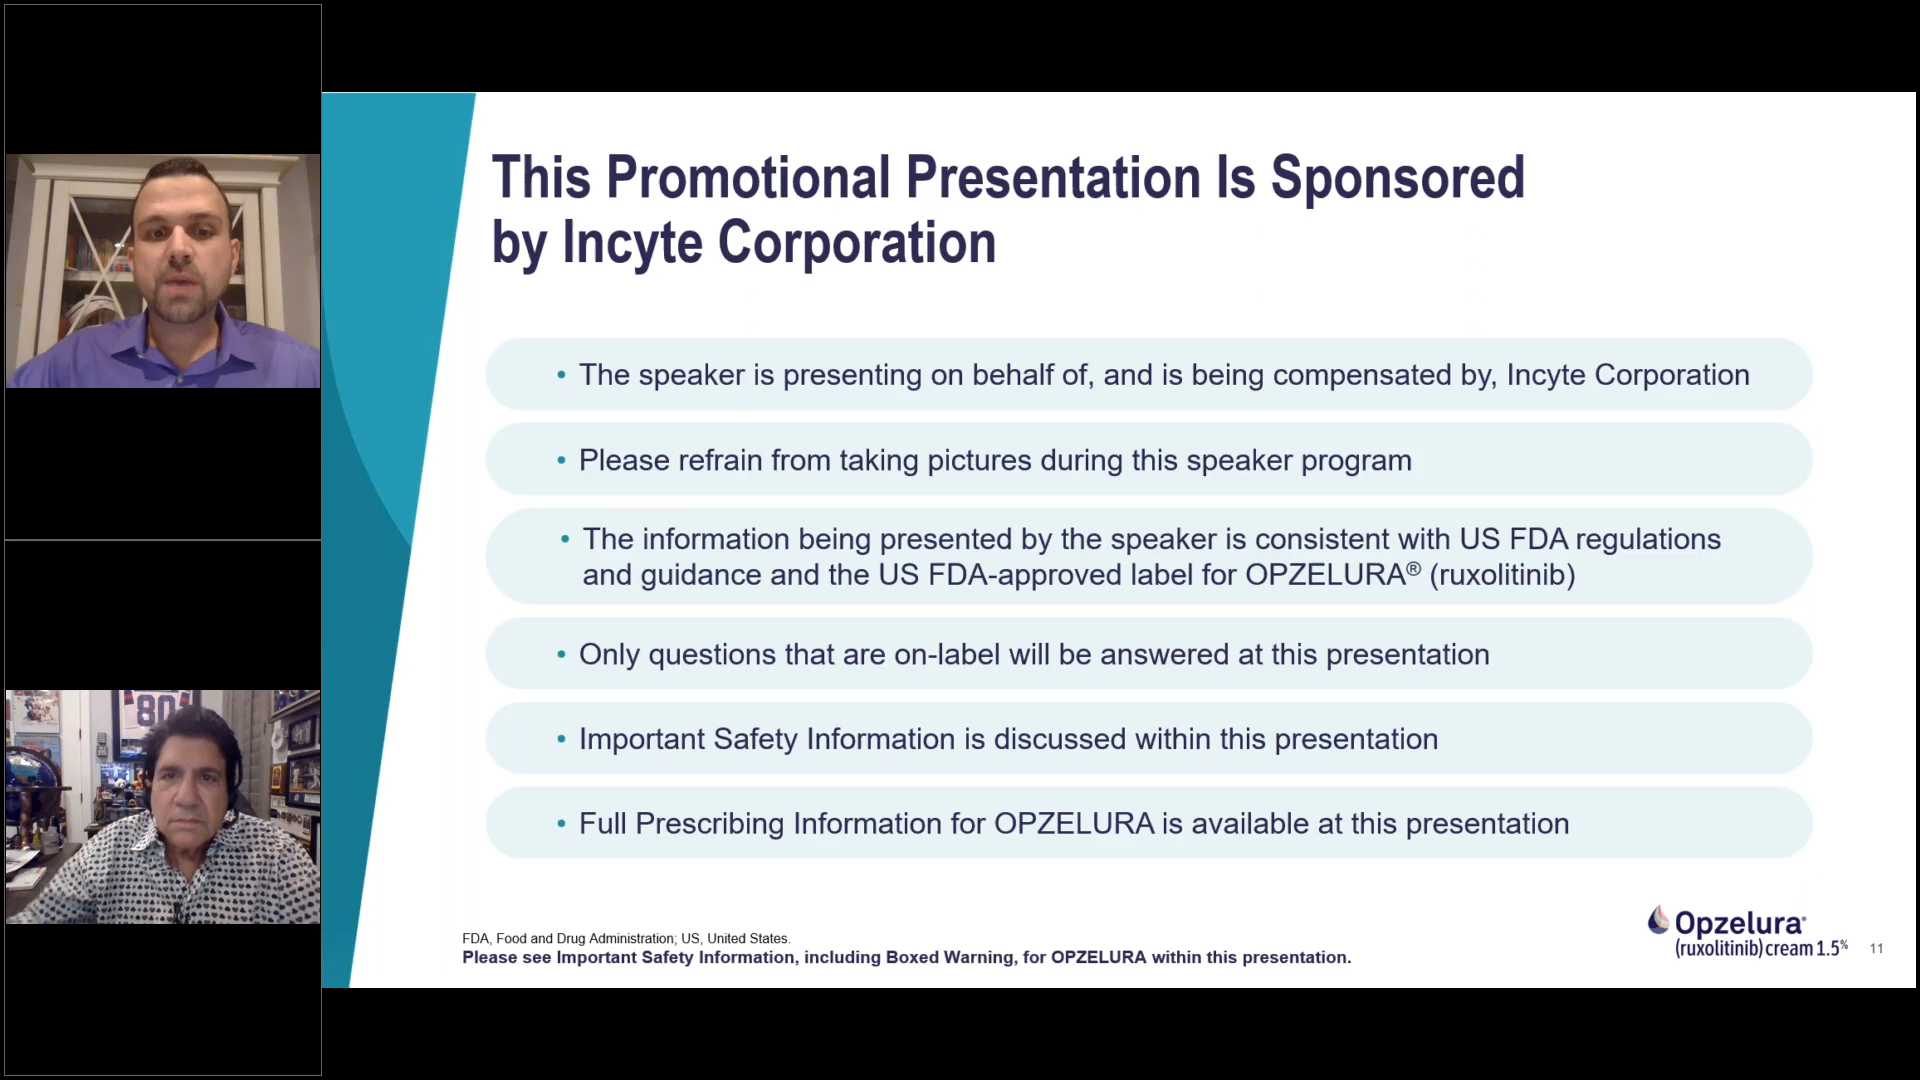 This Promotional Presentation Is Sponsored
by Incyte Corporation
• The speaker is presenting on behalf of, and is being compensated by, Incyte Corporation
• Please refrain from taking pictures during this speaker program
• The information being presented by the speaker is consistent with US FDA regulations
and guidance and the US FDA-approved label for OPZELURA® (ruxolitinib)
• Only questions that are on-label will be answered at this presentation
• Important Safety Information is discussed within this presentation
• Full Prescribing Information for OPZELURA is available at this presentation
FDA, Food and Drug Administration; US, United States.
Please see Important Safety Information, including Boxed Warning, for OPZELURA within this presentation.
Opzelura®
(ruxolitinib) cream 1.5%
11
80